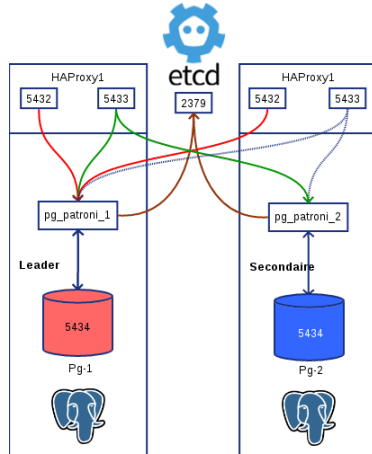 etcd
HAProxy1
HAProxy1
5432
5433
2379
5432
5433
pg_patroni_1
pg_patroni_2
Leader
Secondaire
5434
5434
Pg-1
Pg-2